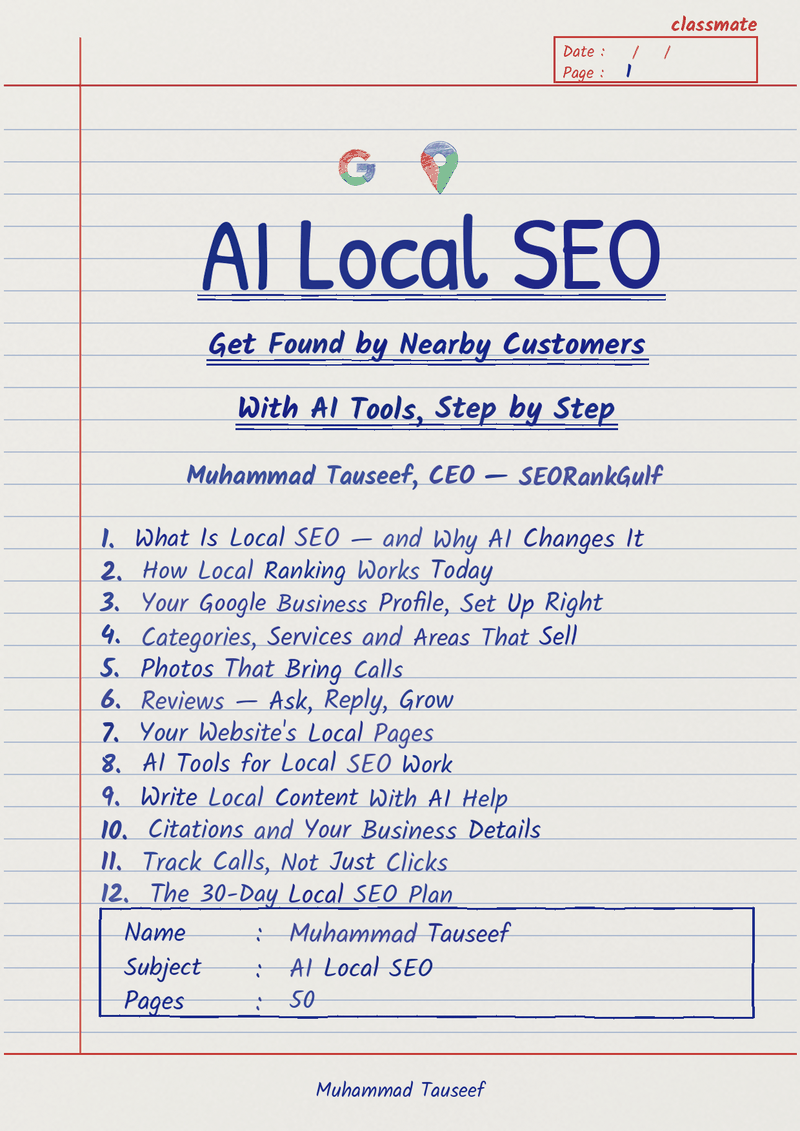 classmate
Date : / /
Page : 1
G
AI Local SEO
Get Found by Nearby Customers
With AI Tools, Step by Step
Muhammad Tauseef, CEO — SEORankGulf
1. What Is Local SEO — and Why AI Changes It
2. How Local Ranking Works Today
3. Your Google Business Profile, Set Up Right
4. Categories, Services and Areas That Sell
5. Photos That Bring Calls
6. Reviews — Ask, Reply, Grow
7. Your Website's Local Pages
8. AI Tools for Local SEO Work
9. Write Local Content With AI Help
10. Citations and Your Business Details
11. Track Calls, Not Just Clicks
12. The 30-Day Local SEO Plan
Name : Muhammad Tauseef
Subject : AI Local SEO
Pages : 50
Muhammad Tauseef